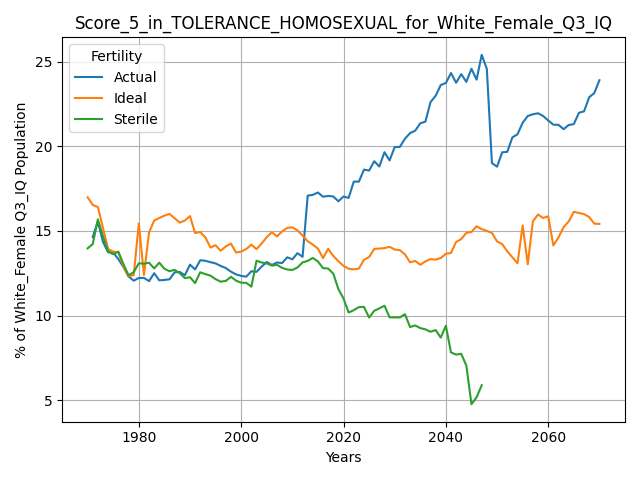 Score_5_in_TOLERANCE_HOMOSEXUAL_for_White_Female_Q3_IQ
Fertility
Actual
Ideal
Sterile
25
20
15
10
5
% of White_Female Q3_IQ Population
1980
2000
2020
2040
2060
Years